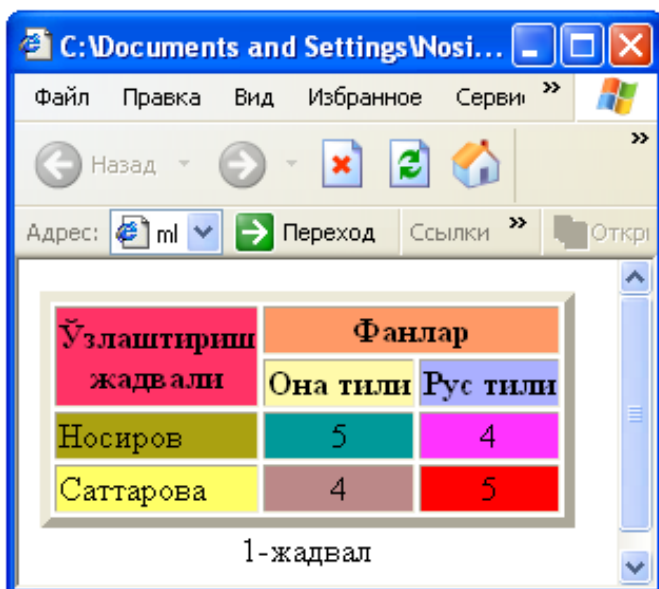 C:\Documents and Settings\Nosi...
Файл Правка Вид Избранное Серви »
Назад »
Адрес: ml Переход Ссылки » Откр
Ўзлаштириш жадвали Фанлар
Она тили Рус тили
Носиров 5 4
Саттарова 4 5
1-жадвал